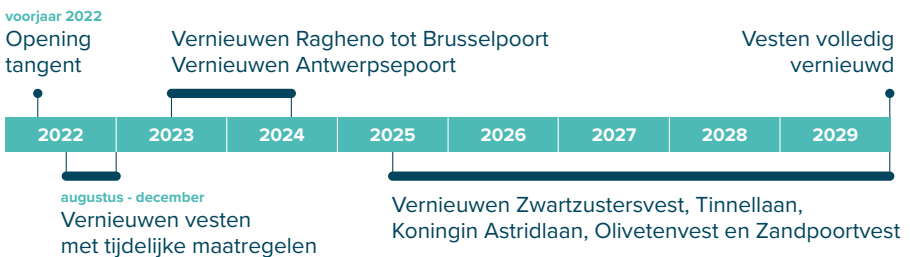 voorjaar 2022
Opening
tangent
Vernieuwen Ragheno tot Brusselpoort
Vernieuwen Antwerpsepoort
Vesten volledig
vernieuwd
2022 2023 2024 2025 2026 2027 2028 2029
augustus - december
Vernieuwen vesten
met tijdelijke maatregelen
Vernieuwen Zwartzustersvest, Tinnellaan,
Koningin Astridlaan, Olivetenvest en Zandpoortvest